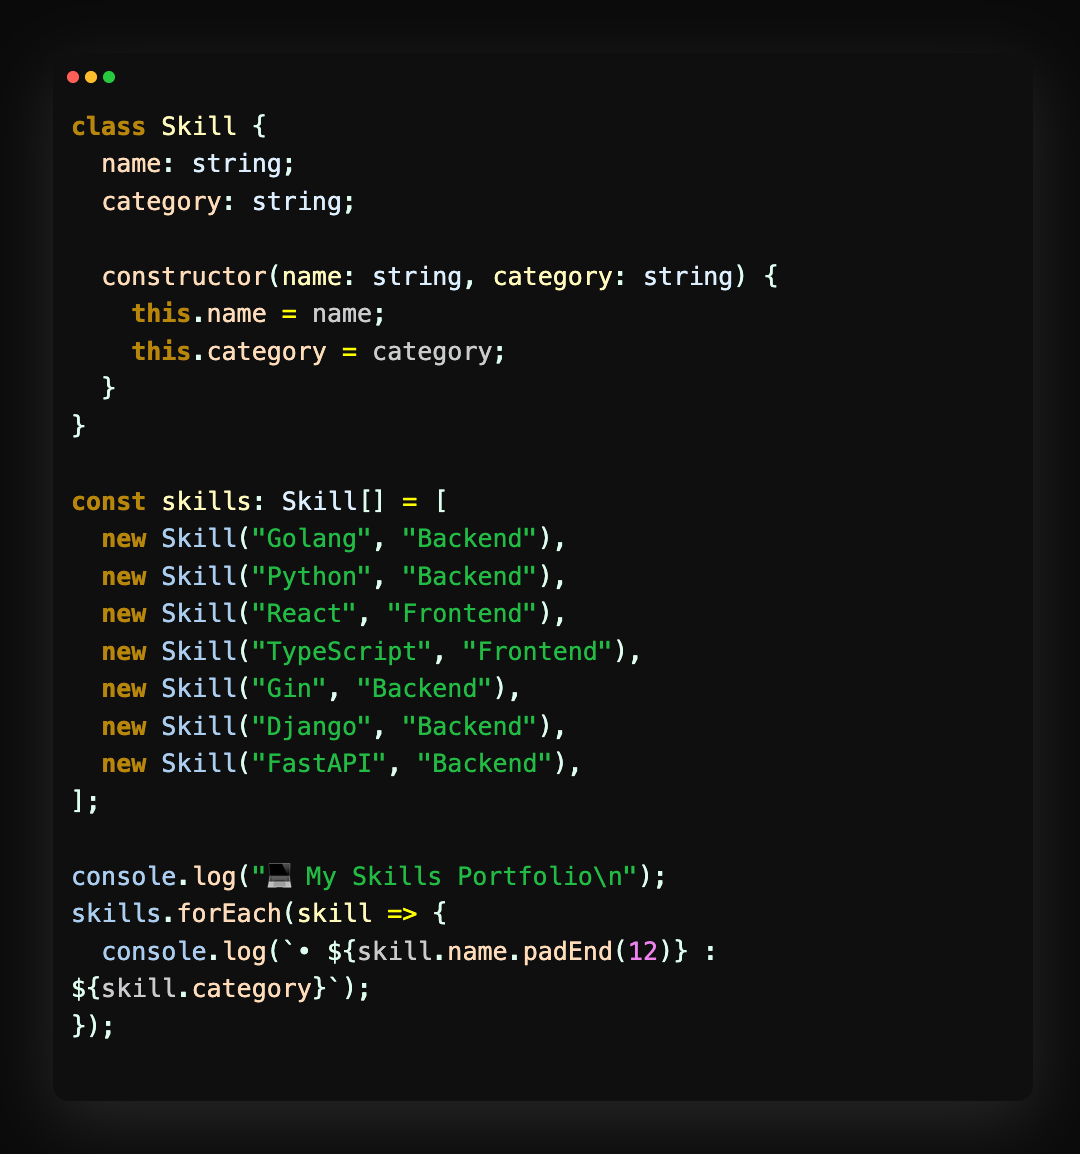 class Skill {
  name: string;
  category: string;

  constructor(name: string, category: string) {
    this.name = name;
    this.category = category;
  }
}

const skills: Skill[] = [
  new Skill("Golang", "Backend"),
  new Skill("Python", "Backend"),
  new Skill("React", "Frontend"),
  new Skill("TypeScript", "Frontend"),
  new Skill("Gin", "Backend"),
  new Skill("Django", "Backend"),
  new Skill("FastAPI", "Backend"),
];

console.log("💻 My Skills Portfolio\n");
skills.forEach(skill => {
  console.log(`• ${skill.name.padEnd(12)} :
${skill.category}`);
});